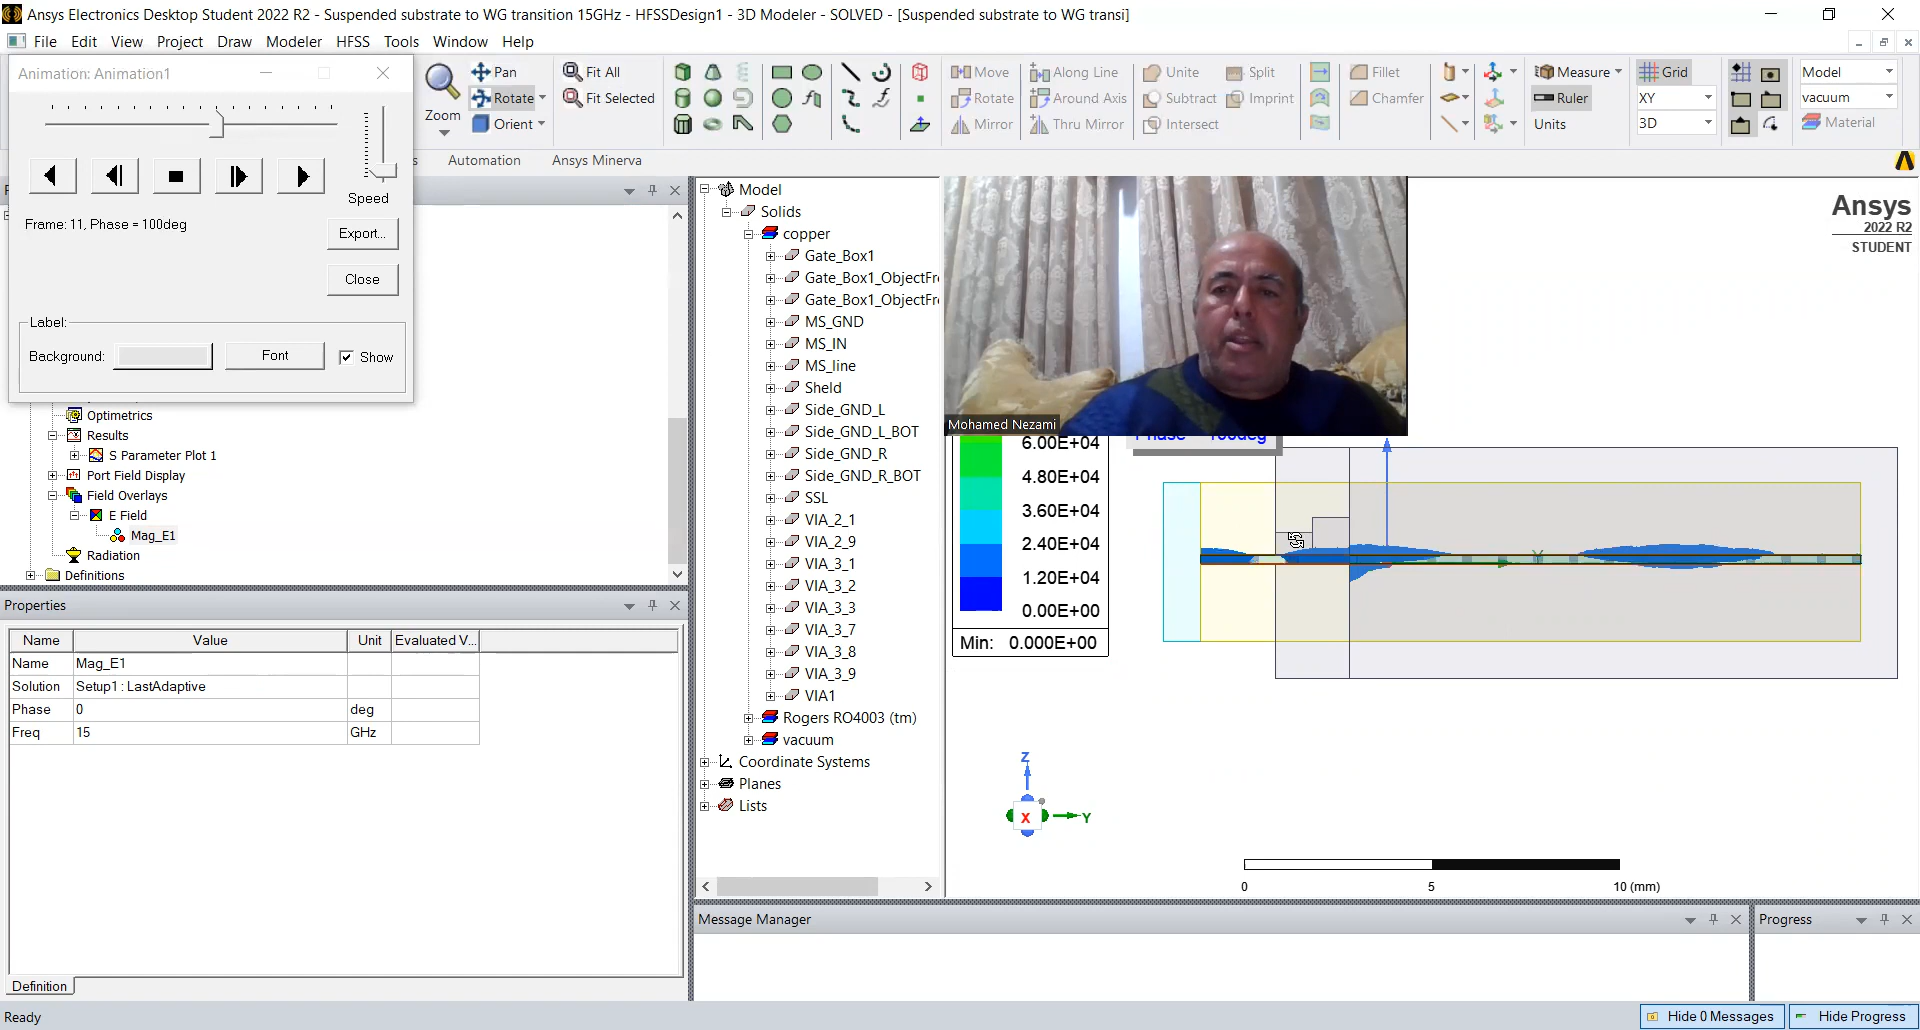 Ansys Electronics Desktop Student 2022 R2 - Suspended substrate to WG transition 15GHz - HFSSDesign1 - 3D Modeler - SOLVED - [Suspended substrate to WG transi]
File Edit View Project Draw Modeler HFSS Tools Window Help
Animation: Animation1
Frame: 11, Phase = 100deg
Speed
Export...
Close
Label:
Background:
Font
Show
Zoom
Pan
Rotate
Orient
Fit All
Fit Selected
Move
Rotate
Mirror
Along Line
Around Axis
Thru Mirror
Unite
Subtract
Intersect
Split
Imprint
Fillet
Chamfer
Measure
Ruler
Units
Grid
XY
3D
Model
vacuum
Material
Automation
Ansys Minerva
Optimetrics
Results
S Parameter Plot 1
Port Field Display
Field Overlays
E Field
Mag_E1
Radiation
Definitions
Properties
Name Value Unit Evaluated V...
Name Mag_E1
Solution Setup1 : LastAdaptive
Phase 0 deg
Freq 15 GHz
Definition
Ready
Model
Solids
copper
Gate_Box1
Gate_Box1_ObjectFr
Gate_Box1_ObjectFr
MS_GND
MS_IN
MS_line
Sheld
Side_GND_L
Side_GND_L_BOT
Side_GND_R
Side_GND_R_BOT
SSL
VIA_2_1
VIA_2_9
VIA_3_1
VIA_3_2
VIA_3_3
VIA_3_7
VIA_3_8
VIA_3_9
VIA1
Rogers RO4003 (tm)
vacuum
Coordinate Systems
Planes
Lists
Mohamed Nezami
Ansys
2022 R2
STUDENT
Phase = 100deg
6.00E+04
4.80E+04
3.60E+04
2.40E+04
1.20E+04
0.00E+00
Min: 0.000E+00
Y
Z
X
Y
0 5 10 (mm)
Message Manager
Progress
Hide 0 Messages
Hide Progress